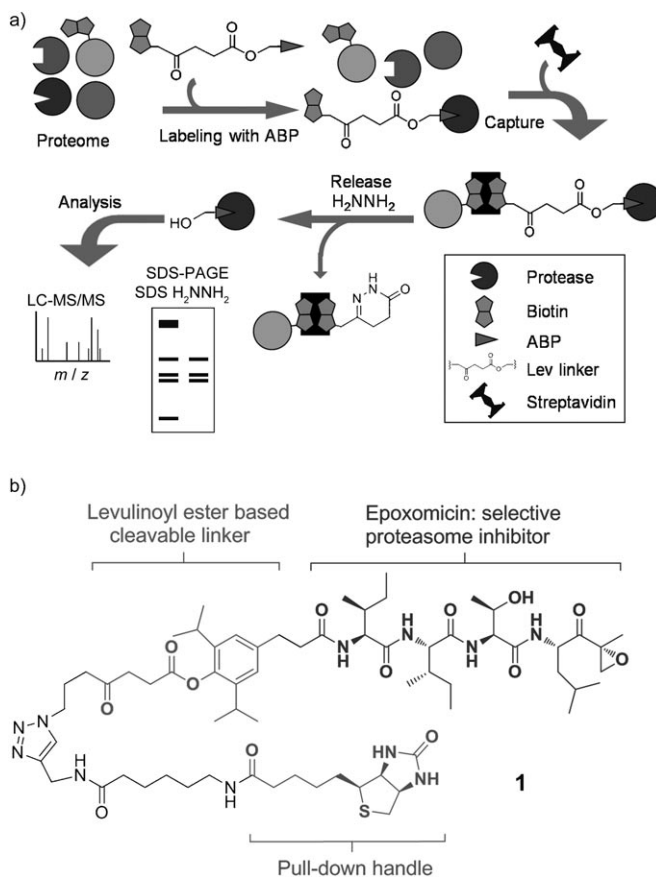 a)
O
O
O
Proteome
Labeling with ABP
O
O
O
Capture
Analysis
HO
Release
H2NNH2
O
O
O
LC-MS/MS
m / z
SDS-PAGE
SDS H2NNH2
H
N
N
O
Protease
Biotin
ABP
O
O
O
Lev linker
Streptavidin
b)
Levulinoyl ester based
cleavable linker
Epoxomicin: selective
proteasome inhibitor
O
O
O
O
N
H
O
H
N
O
N
H
O
OH
H
N
O
O
N
N
N
N
H
O
N
H
O
HN
NH
O
S
1
Pull-down handle